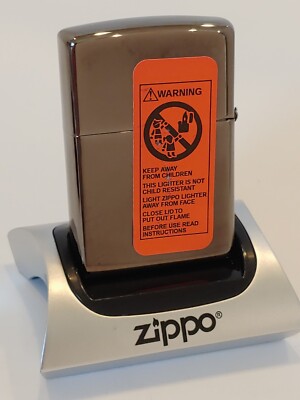 ⚠WARNING
KEEP AWAY
FROM CHILDREN
THIS LIGHTER IS NOT
CHILD RESISTANT
LIGHT ZIPPO LIGHTER
AWAY FROM FACE
CLOSE LID TO
PUT OUT FLAME
BEFORE USE READ
INSTRUCTIONS
zippo®